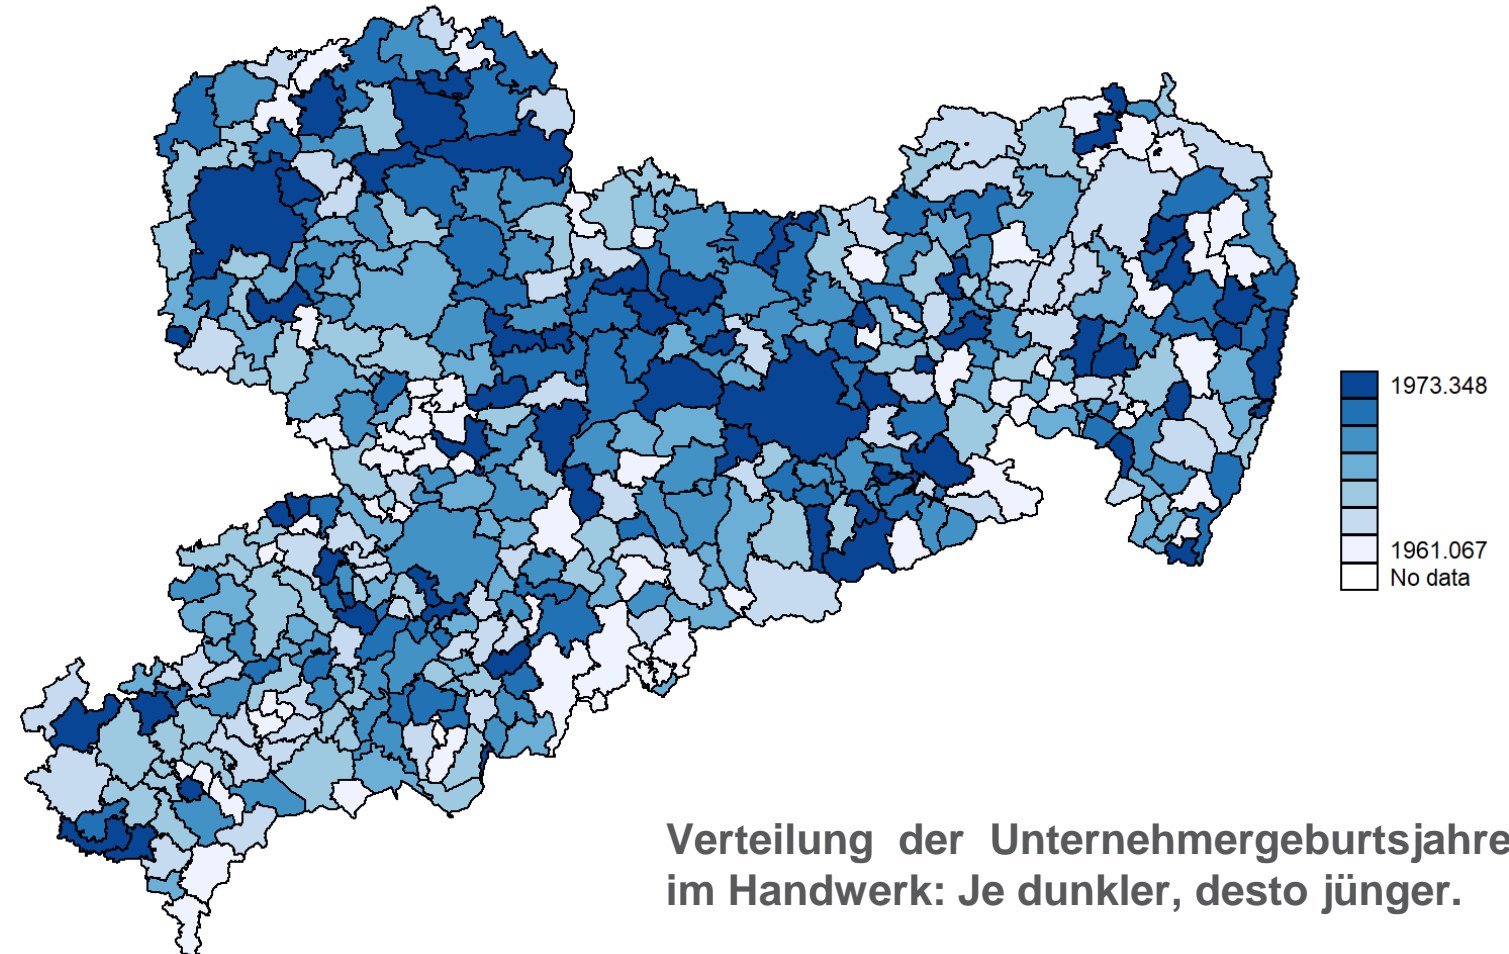 1973.348
1961.067
No data
Verteilung der Unternehmergeburtsjahre
im Handwerk: Je dunkler, desto jünger.